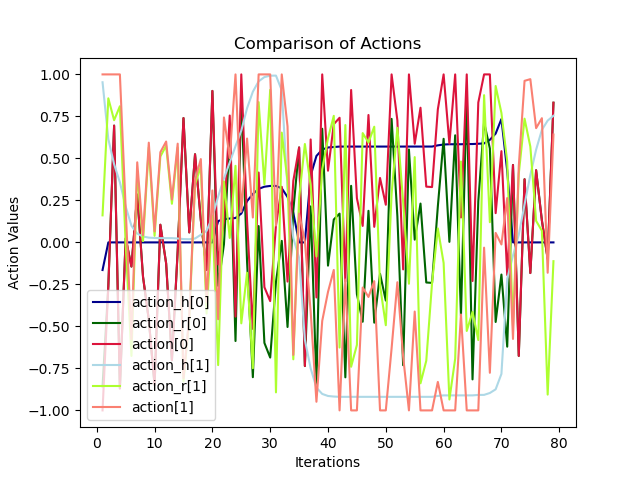 Comparison of Actions
1.00
0.75
0.50
0.25
0.00
−0.25
−0.50
−0.75
−1.00
Action Values
action_h[0]
action_r[0]
action[0]
action_h[1]
action_r[1]
action[1]
0 10 20 30 40 50 60 70 80
Iterations